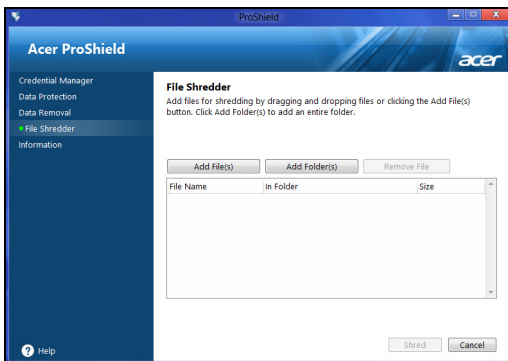 ProShield
Acer ProShield
acer
Credential Manager
Data Protection
Data Removal
File Shredder
Information
File Shredder
Add files for shredding by dragging and dropping files or clicking the Add File(s)
button. Click Add Folder(s) to add an entire folder.
Add File(s) Add Folder(s) Remove File
File Name In Folder Size
Shred Cancel
? Help